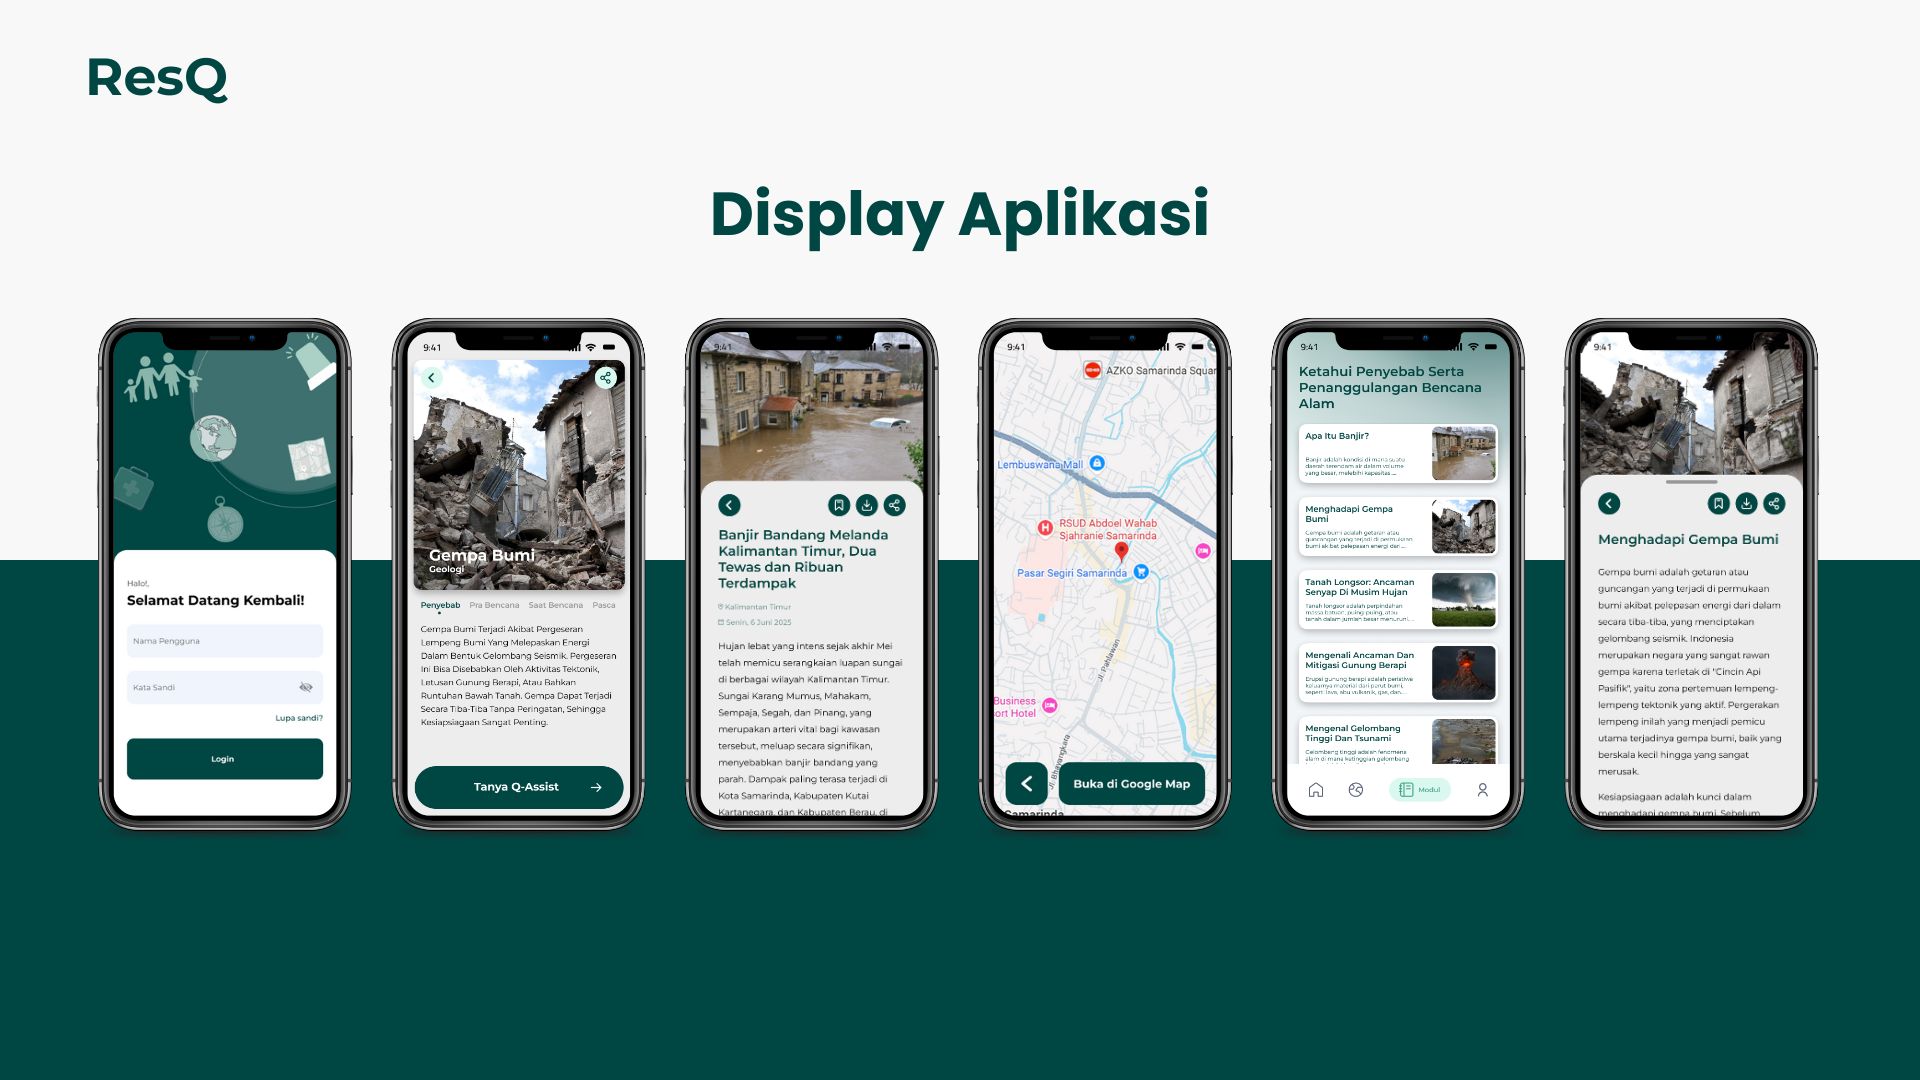 ResQ
Display Aplikasi
Halo!,
Selamat Datang Kembali!
Nama Pengguna
Kata Sandi
Lupa sandi?
Login
9:41
Gempa Bumi
Geologi
Penyebab Pra Bencana Saat Bencana Pasca
Gempa Bumi Terjadi Akibat Pergeseran
Lempeng Bumi Yang Melepaskan Energi
Dalam Bentuk Gelombang Seismik. Pergeseran
Ini Bisa Disebabkan Oleh Aktivitas Tektonik,
Letusan Gunung Berapi, Atau Bahkan
Runtuhan Bawah Tanah. Gempa Dapat Terjadi
Secara Tiba-Tiba Tanpa Peringatan, Sehingga
Kesiapsiagaan Sangat Penting.
Tanya Q-Assist
9:41
Banjir Bandang Melanda
Kalimantan Timur, Dua
Tewas dan Ribuan
Terdampak
Kalimantan Timur
Senin, 6 Juni 2025
Hujan lebat yang intens sejak akhir Mei
telah memicu serangkaian luapan sungai
di berbagai wilayah Kalimantan Timur.
Sungai Karang Mumus, Mahakam,
Sempaja, Segah, dan Pinang, yang
merupakan arteri vital bagi kawasan
tersebut, meluap secara signifikan,
menyebabkan banjir bandang yang
parah. Dampak paling terasa terjadi di
Kota Samarinda, Kabupaten Kutai
Kartanegara, dan Kabupaten Berau, di
9:41
AZKO Samarinda Squar
Lembuswana Mall
RSUD Abdoel Wahab
Sjahranie Samarinda
Pasar Segiri Samarinda
Jl. Pahlawan
Business
ort Hotel
Jl. Bhayangkara
Buka di Google Map
Samarinda
9:41
Ketahui Penyebab Serta
Penanggulangan Bencana
Alam
Apa Itu Banjir?
Banjir adalah kondisi di mana suatu
daerah terendam air dalam volume
yang besar, melebihi kapasitas ...
Menghadapi Gempa
Bumi
Gempa bumi adalah getaran atau
guncangan yang terjadi di permukaan
bumi akibat pelepasan energi dari ...
Tanah Longsor: Ancaman
Senyap Di Musim Hujan
Tanah longsor adalah perpindahan
massa batuan, puing-puing, atau
tanah dalam jumlah besar menuruni ...
Mengenali Ancaman Dan
Mitigasi Gunung Berapi
Erupsi gunung berapi adalah peristiwa
keluarnya material dari perut bumi,
seperti lava, abu vulkanik, gas, dan...
Mengenal Gelombang
Tinggi Dan Tsunami
Gelombang tinggi adalah fenomena
alam di mana ketinggian gelombang
Modul
9:41
Menghadapi Gempa Bumi
Gempa bumi adalah getaran atau
guncangan yang terjadi di permukaan
bumi akibat pelepasan energi dari dalam
secara tiba-tiba, yang menciptakan
gelombang seismik. Indonesia
merupakan negara yang sangat rawan
gempa karena terletak di "Cincin Api
Pasifik", yaitu zona pertemuan lempeng-
lempeng tektonik yang aktif. Pergerakan
lempeng inilah yang menjadi pemicu
utama terjadinya gempa bumi, baik yang
berskala kecil hingga yang sangat
merusak.
Kesiapsiagaan adalah kunci dalam
menghadapi gempa bumi. Sebelum